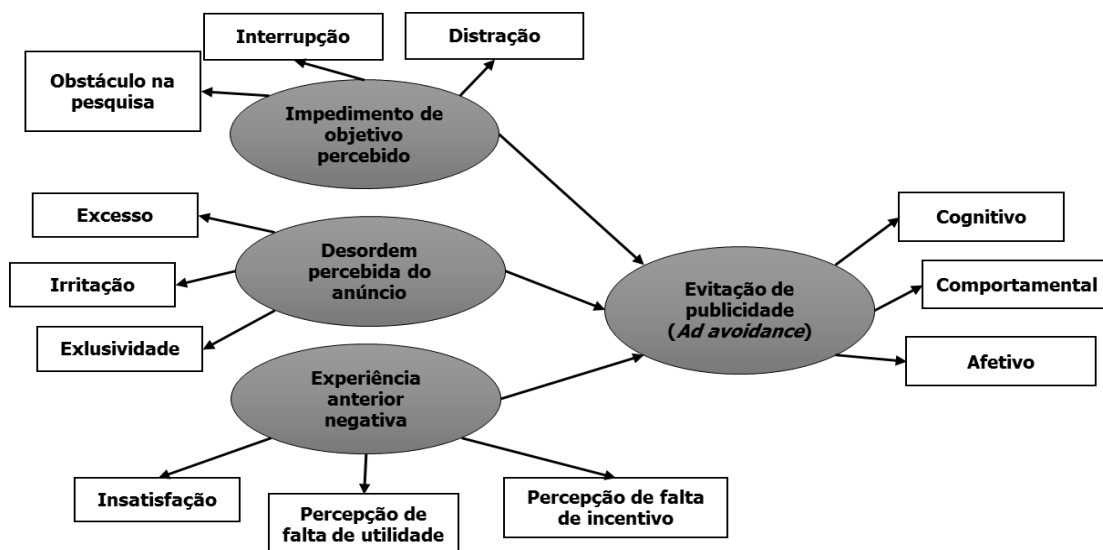 Interrupção
Distração
Obstáculo na
pesquisa
Impedimento de
objetivo
percebido
Excesso
Irritação
Exlusividade
Desordem
percebida do
anúncio
Experiência
anterior
negativa
Insatisfação
Percepção de
falta de utilidade
Percepção de falta
de incentivo
Evitação de
publicidade
(Ad avoidance)
Cognitivo
Comportamental
Afetivo